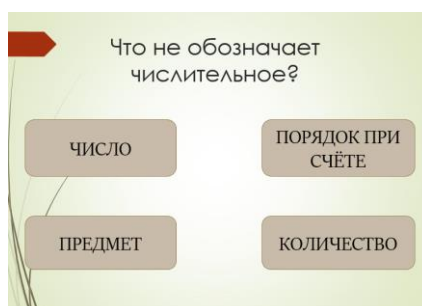 Что не обозначает
числительное?
ЧИСЛО
ПОРЯДОК ПРИ
СЧЁТЕ
ПРЕДМЕТ
КОЛИЧЕСТВО